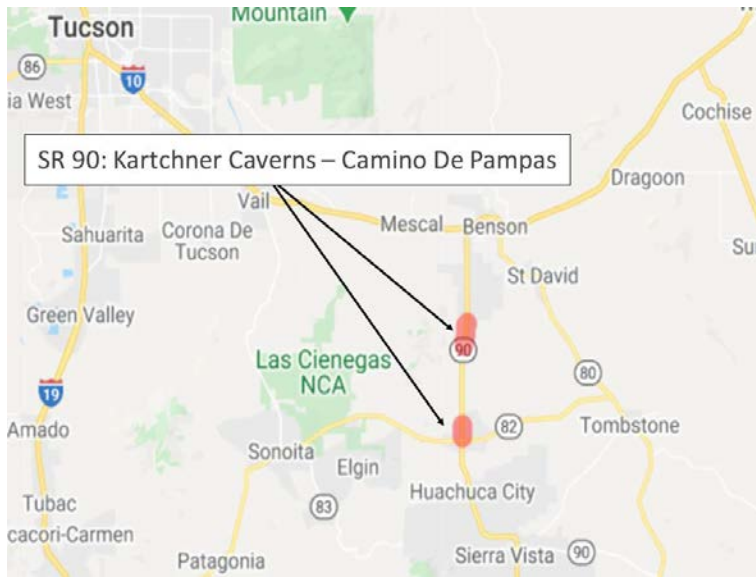 Mountain
Tucson
86
10
ia West
Cochise
SR 90: Kartchner Caverns – Camino De Pampas
Dragoon
Vail
Mescal
Benson
Sahuarita
Corona De
Tucson
St David
Green Valley
90
Las Cienegas
NCA
80
19
82
Amado
Tombstone
Sonoita
Elgin
Huachuca City
83
Tubac
cacori-Carmen
Sierra Vista
90
Patagonia